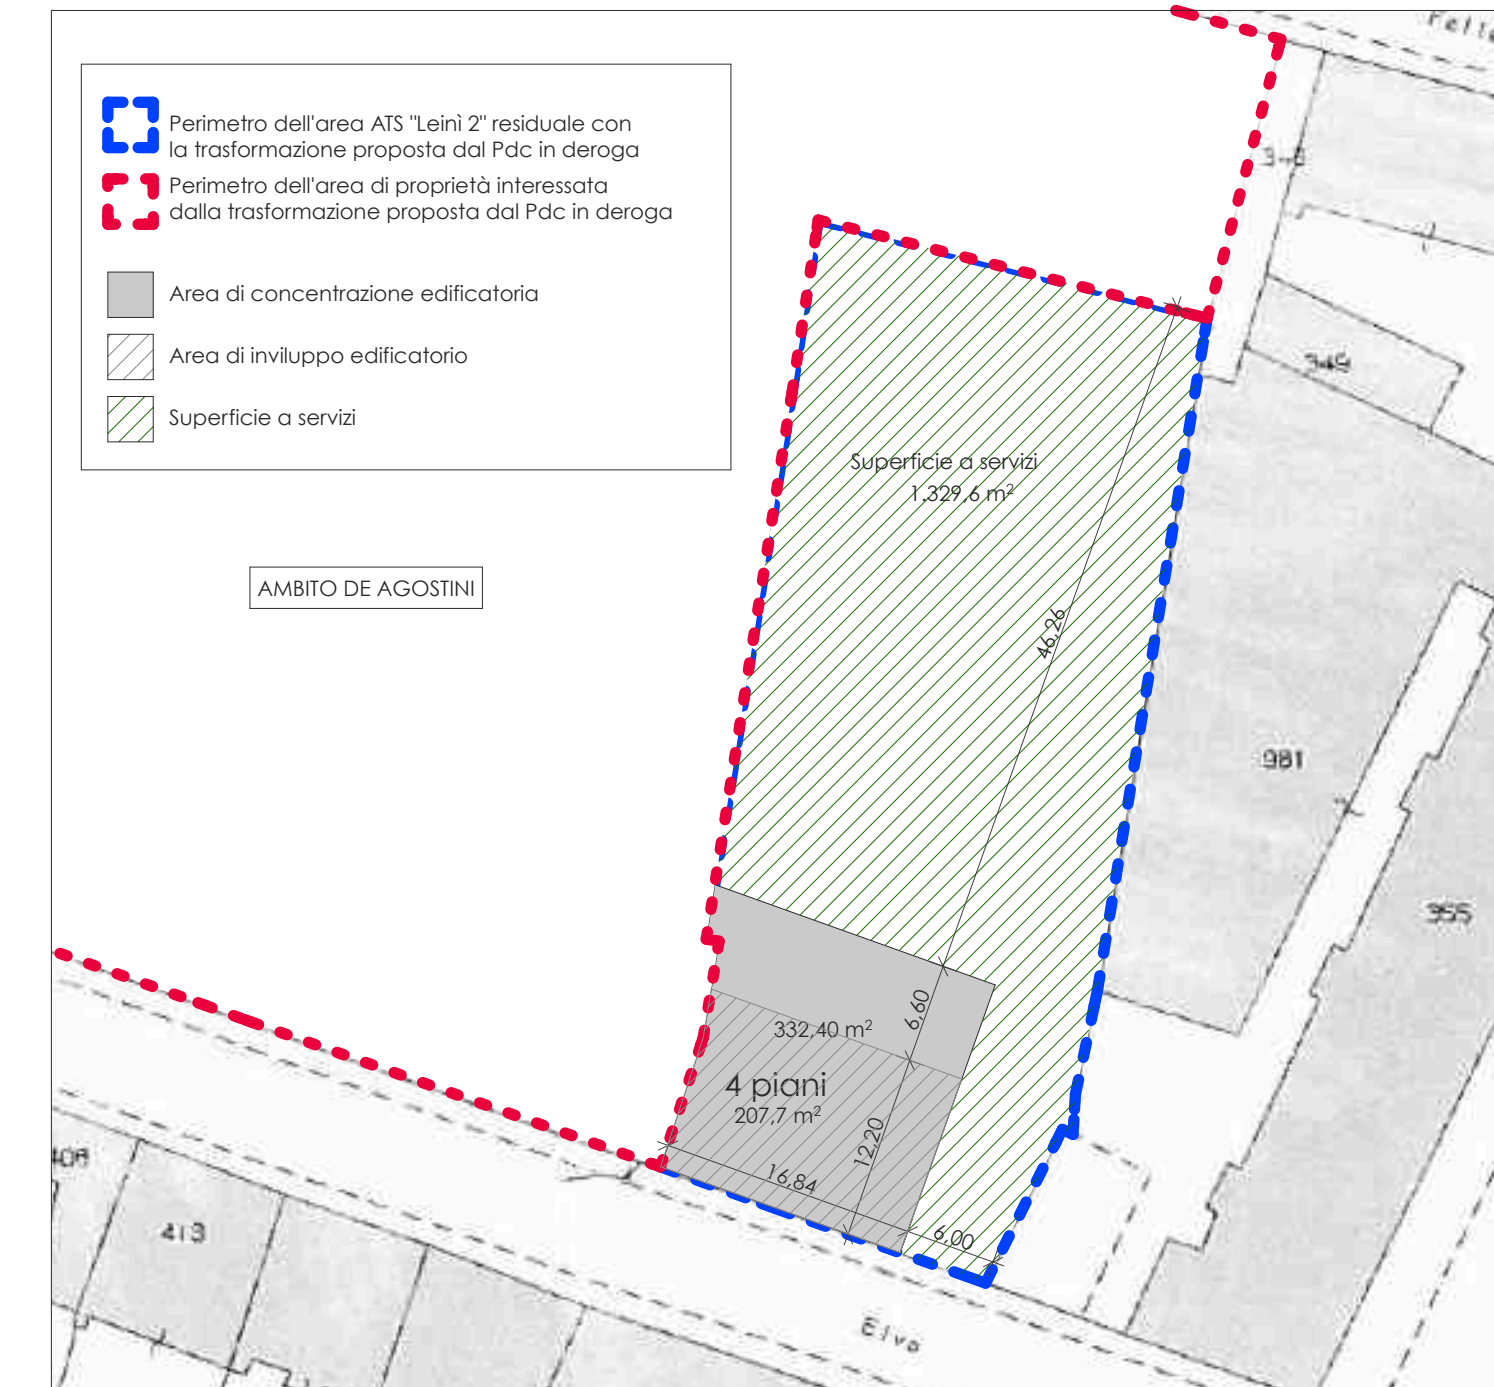 Perimetro dell'area ATS "Leinì 2" residuale con
la trasformazione proposta dal Pdc in deroga
Perimetro dell'area di proprietà interessata
dalla trasformazione proposta dal Pdc in deroga
Area di concentrazione edificatoria
Area di inviluppo edificatorio
Superficie a servizi
Superficie a servizi
1.329,6 m²
AMBITO DE AGOSTINI
46,26
981
955
6,60
332,40 m²
4 piani
207,7 m²
12,20
16,84
6,00
406
413
Elvo